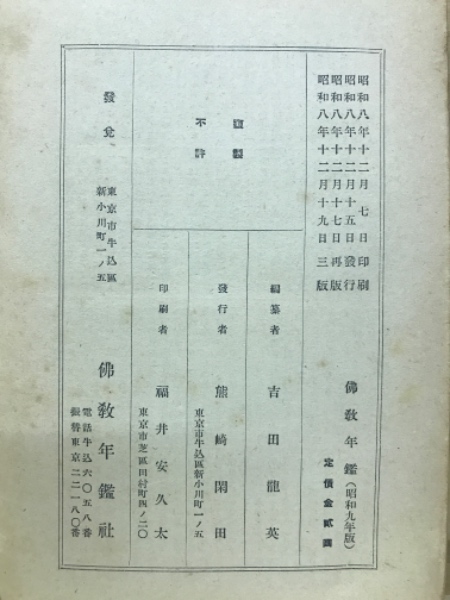 昭和八年十二月七日印刷
昭和八年十二月十五日發行
昭和八年十二月十七日再版
昭和八年十二月十九日三版
佛敎年鑑(昭和九年版)
定價金貳圓
不許
複製
編纂者 吉田龍英
發行者 熊崎閑田
東京市牛込區新小川町一ノ五
印刷者 福井安久太
東京市芝區田村町四ノ二〇
發兌
東京市牛込區
新小川町一ノ五
佛敎年鑑社
電話牛込六〇五八番
振替東京二二一八〇番